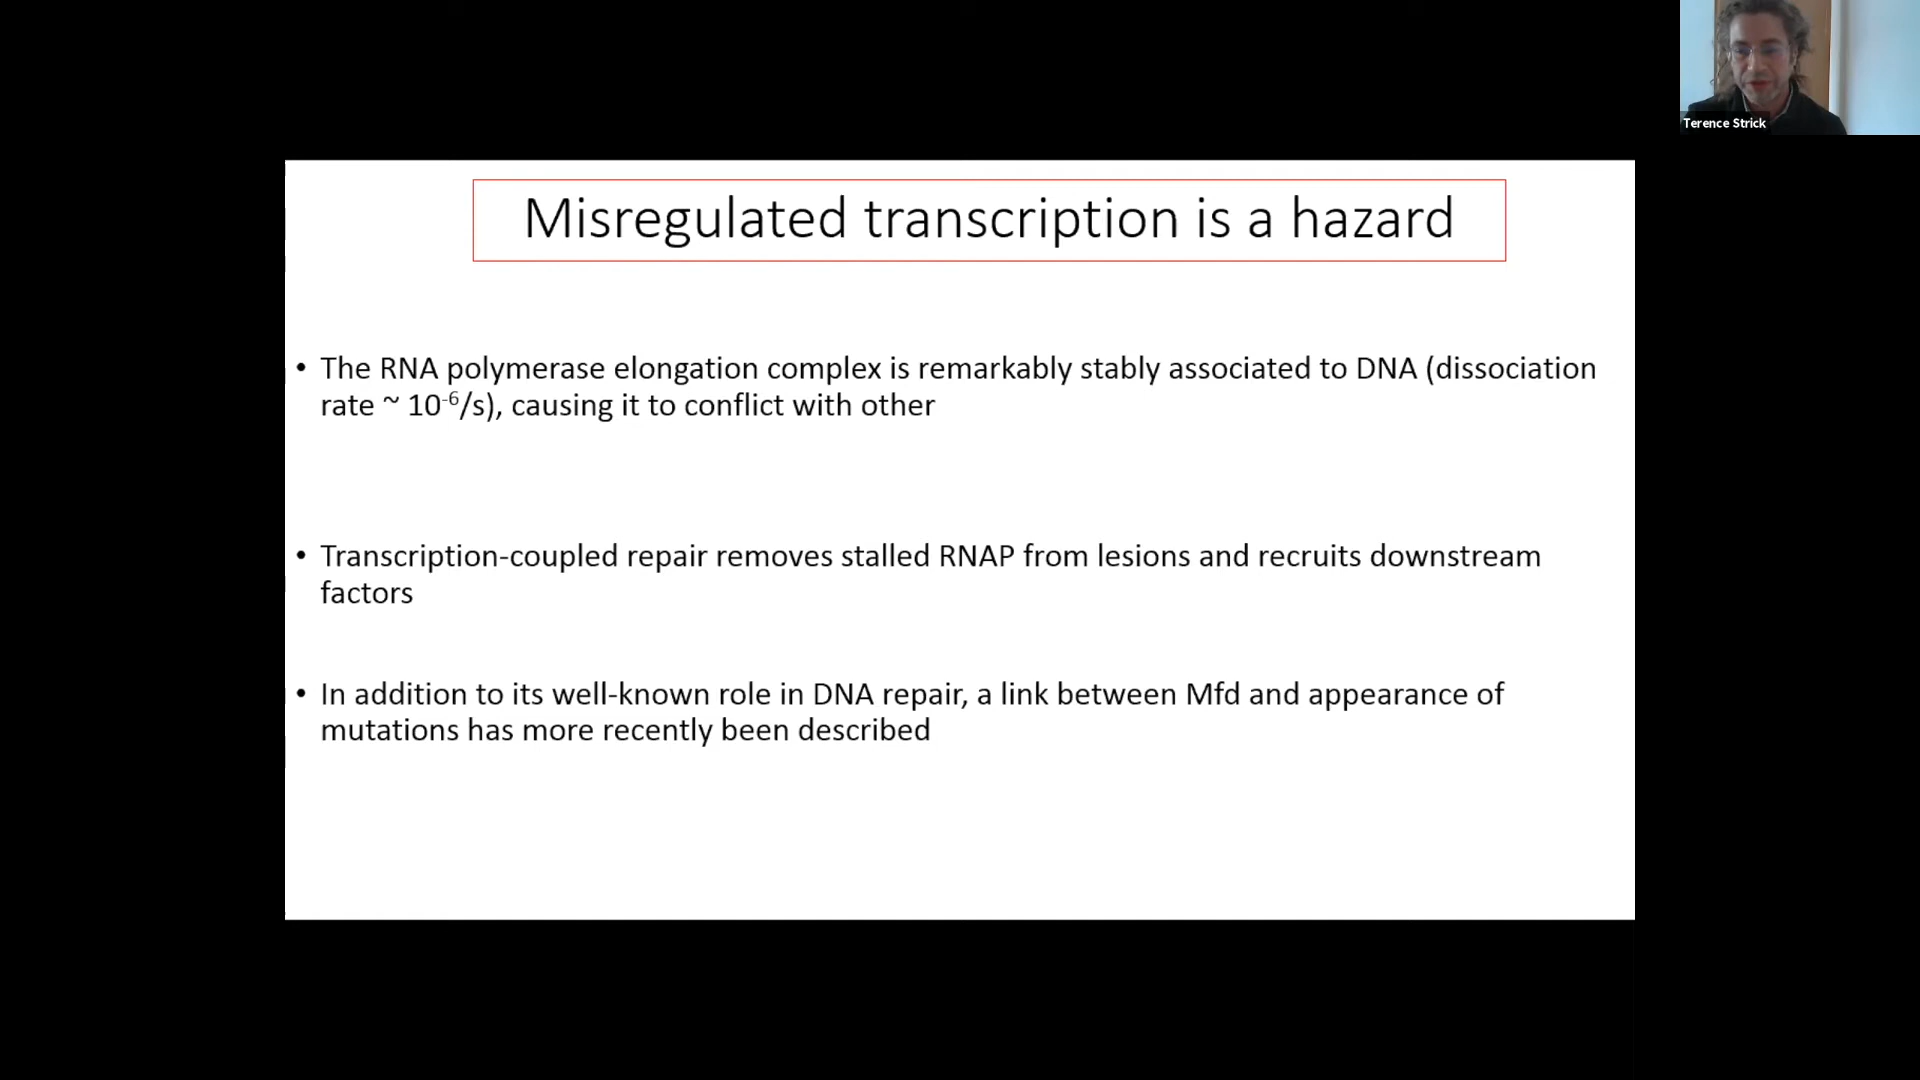 Terence Strick
Misregulated transcription is a hazard
• The RNA polymerase elongation complex is remarkably stably associated to DNA (dissociation
rate ~ 10⁻⁶/s), causing it to conflict with other
• Transcription-coupled repair removes stalled RNAP from lesions and recruits downstream
factors
• In addition to its well-known role in DNA repair, a link between Mfd and appearance of
mutations has more recently been described